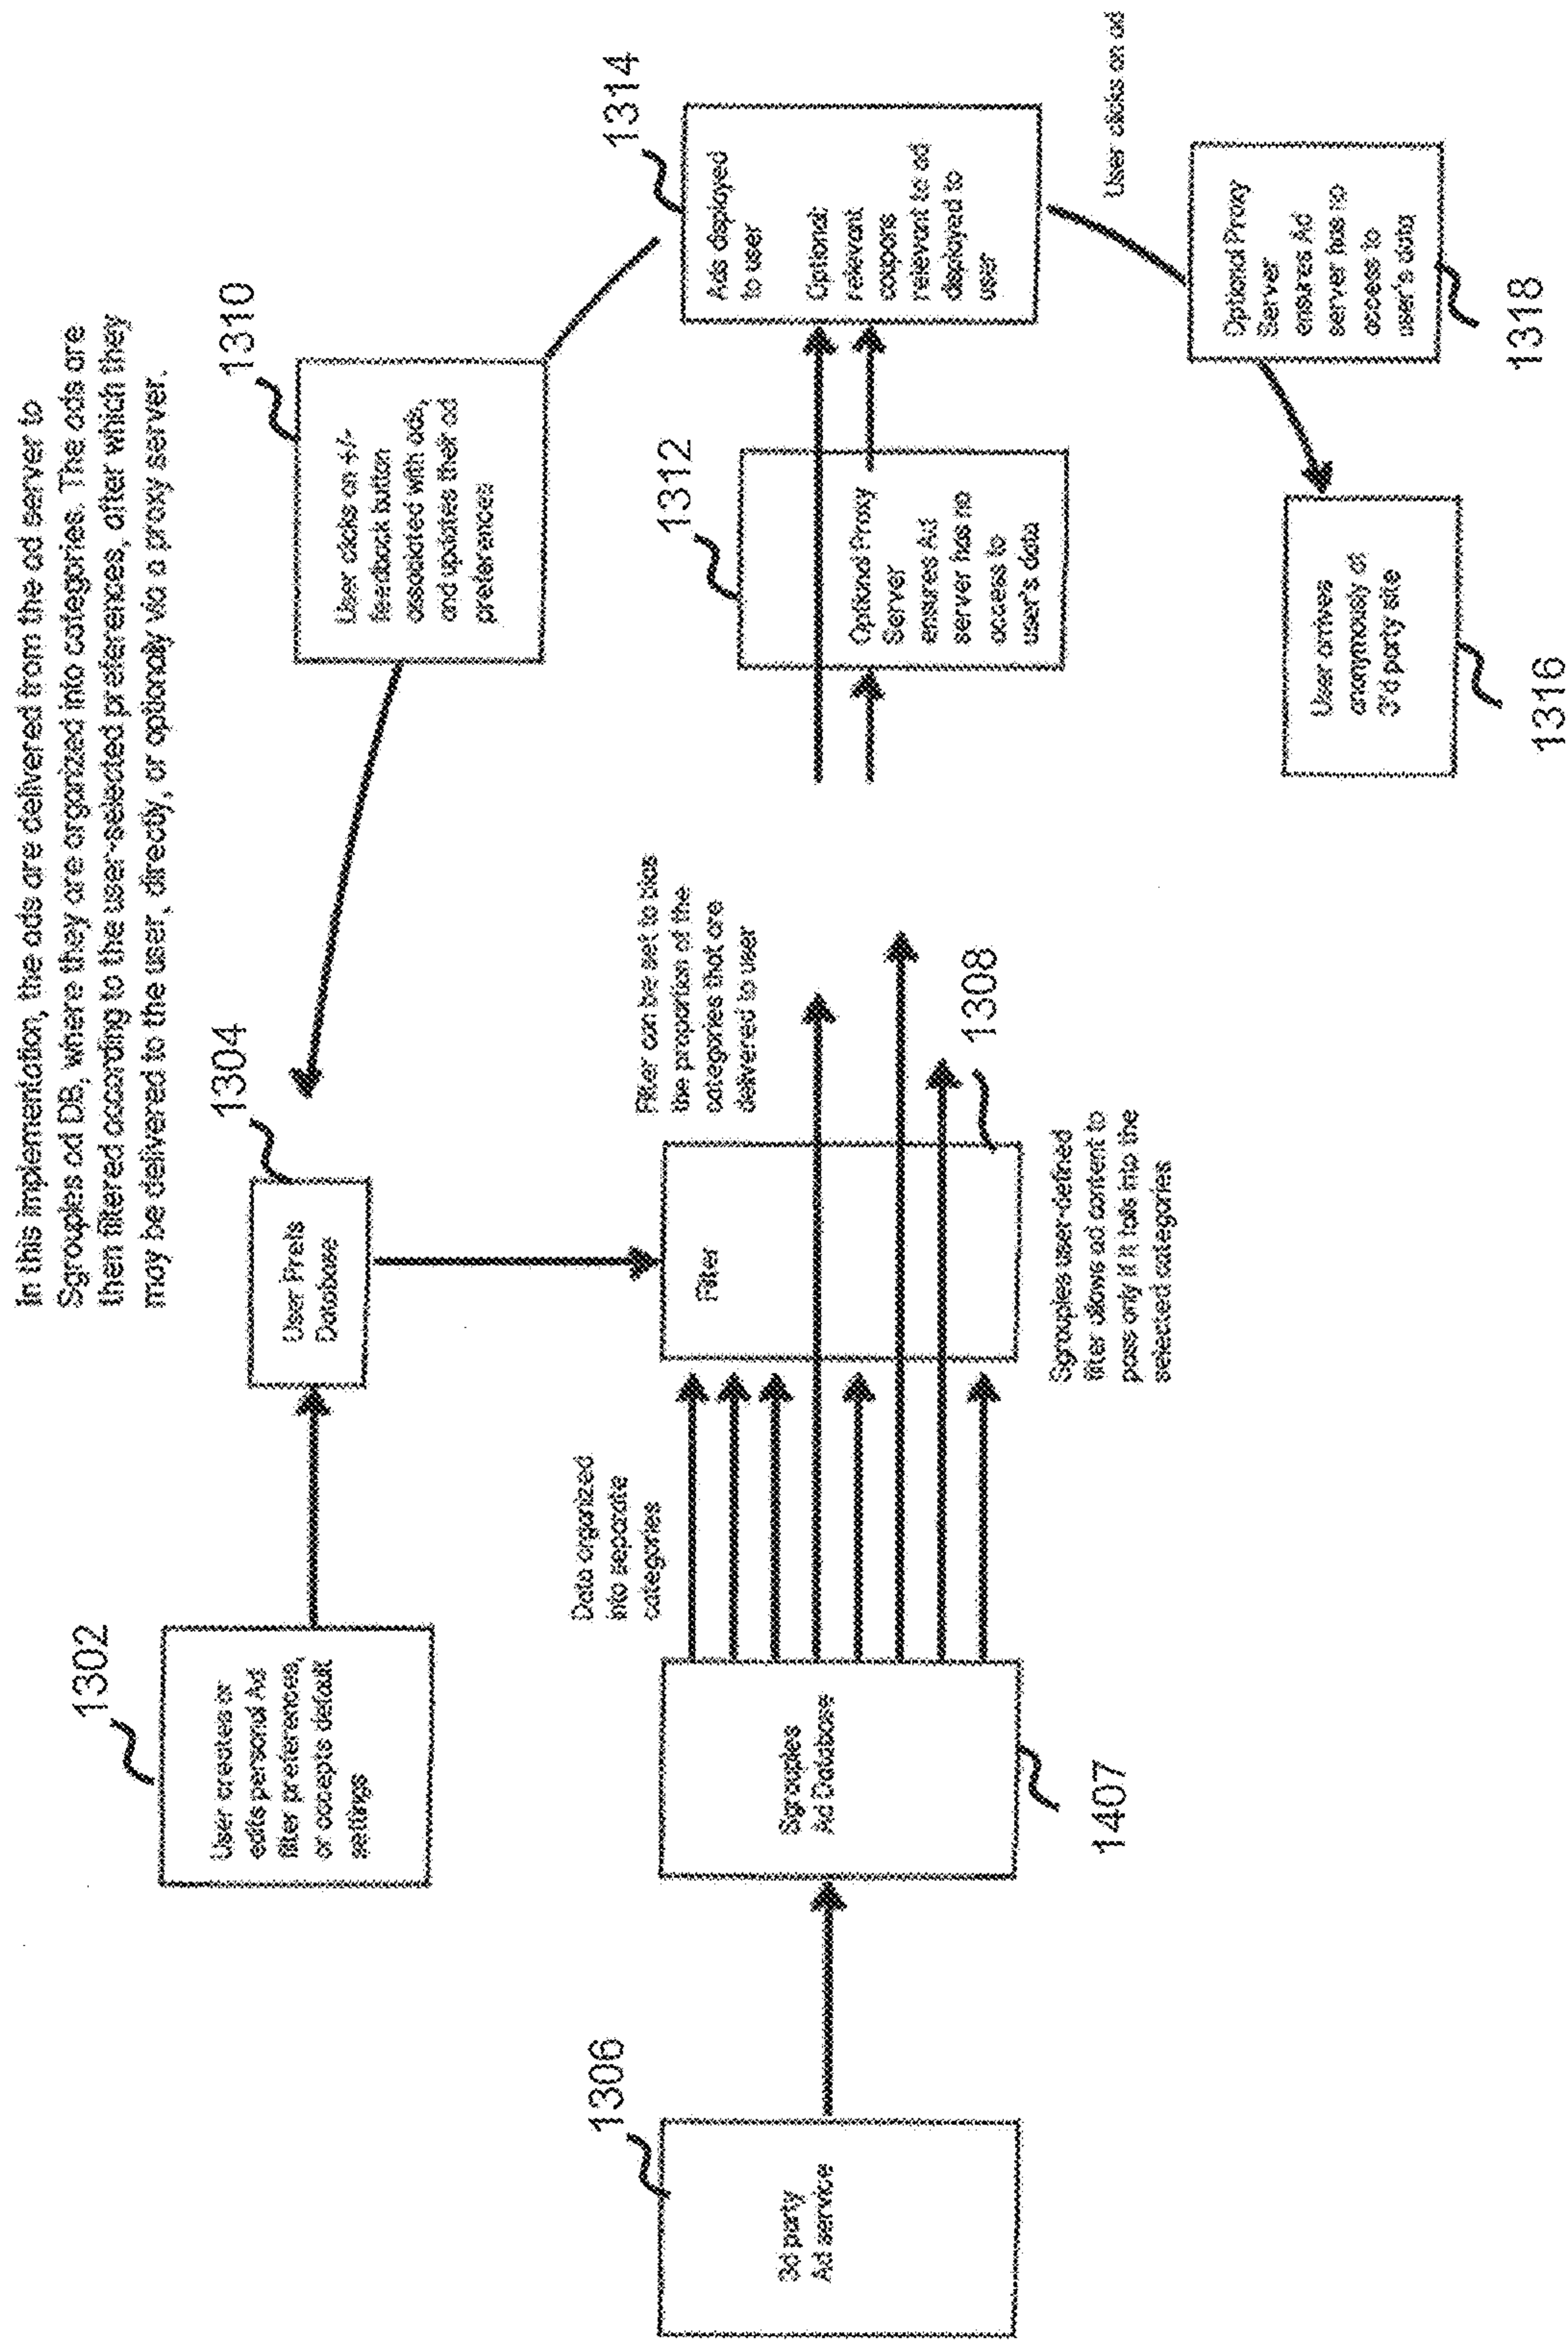 In this implementation, the ads are delivered from the ad server to
Sgrouples ad DB, where they are organized into categories. The ads are
then filtered according to the user-selected preferences, after which they
may be delivered to the user, directly, or optionally via a proxy server.
1302
User creates or
edits personal Ad
filter preferences,
or accepts default
settings
1304
User Prefs
Database
1310
User clicks on +/-
feedback button
associated with ads,
and updates their ad
preferences
1306
3d party
Ad service
Sgrouples
Ad Database
1407
Data organized
into separate
categories
Filter
1308
Filter can be set to bias
the proportion of the
categories that are
delivered to user
Sgrouples user-defined
filter allows ad content to
pass only if it falls into the
selected categories
1312
Optional Proxy
Server
ensures Ad
server has no
access to
user's data
1314
Ads displayed
to user
Optional:
relevant
coupons
relevant to ad
displayed to
user
User clicks on ad
Optional Proxy
Server
ensures Ad
server has no
access to
user's data
1318
User arrives
anonymously at
3rd party site
1316